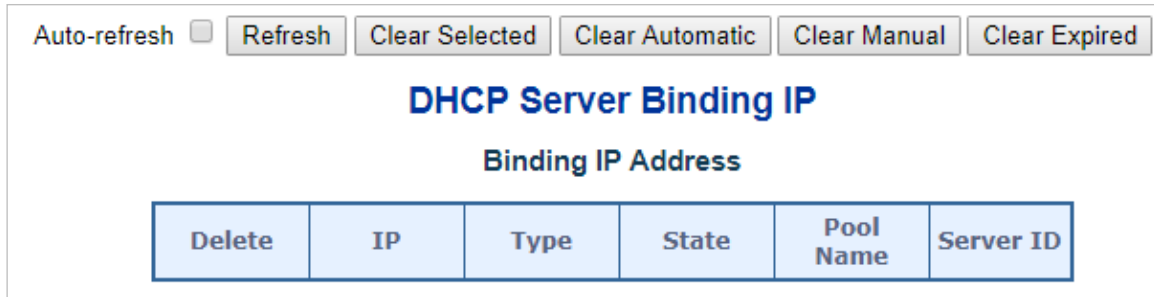 Auto-refresh Refresh Clear Selected Clear Automatic Clear Manual Clear Expired
DHCP Server Binding IP
Binding IP Address
Delete IP Type State Pool Name Server ID